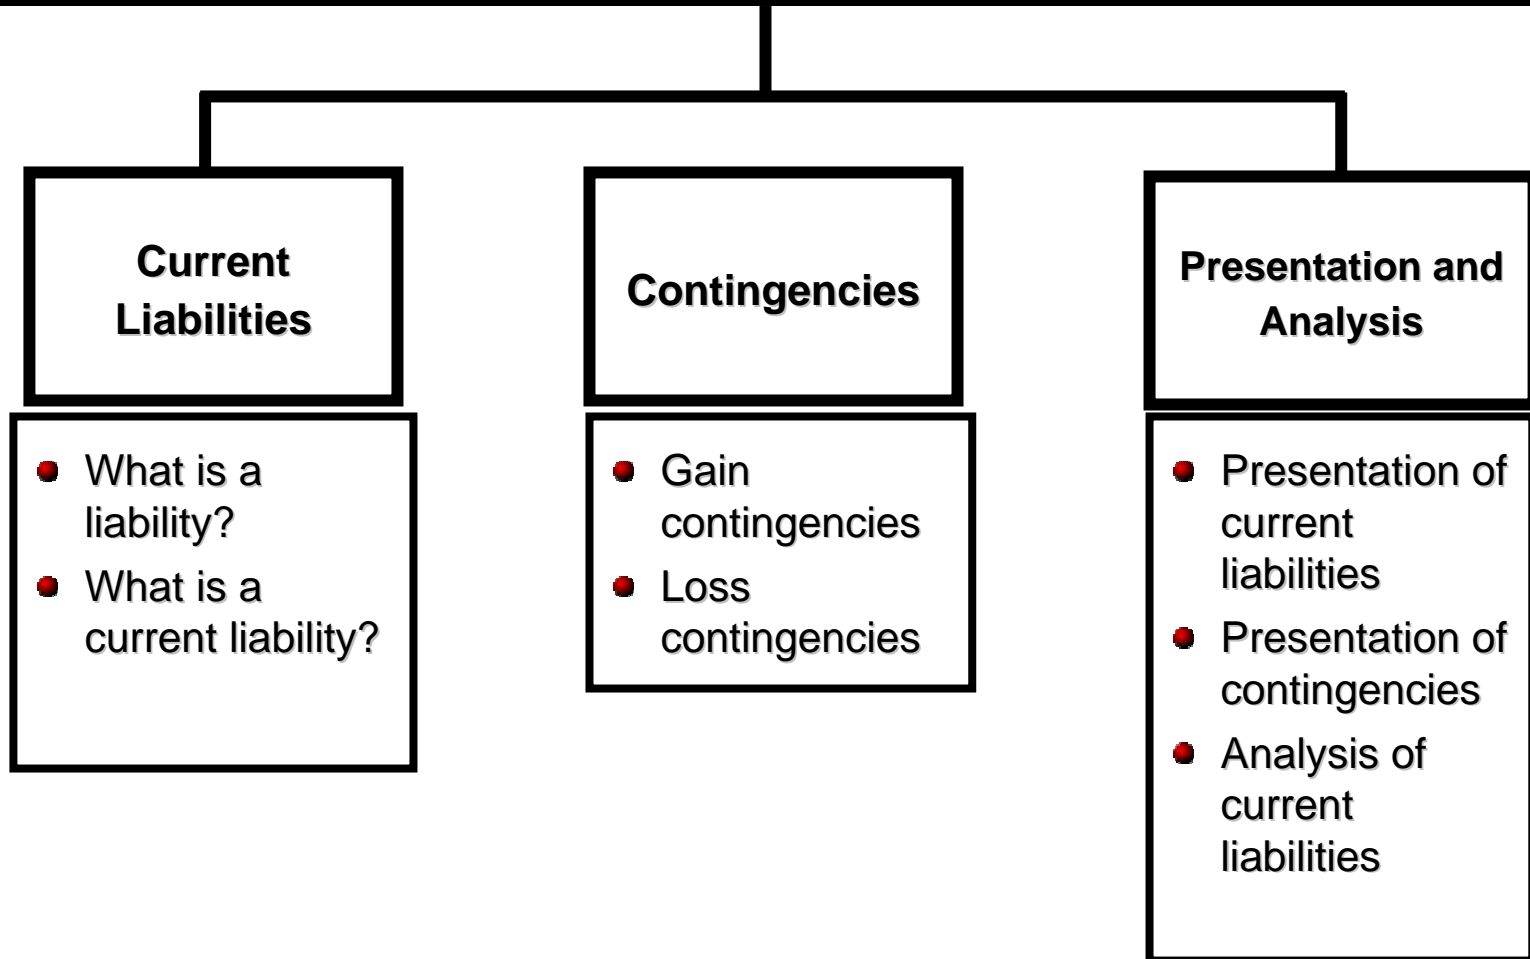 Current
Liabilities
What is a
liability?
What is a
current liability?
Contingencies
Gain
contingencies
Loss
contingencies
Presentation and
Analysis
Presentation of
current
liabilities
Presentation of
contingencies
Analysis of
current
liabilities